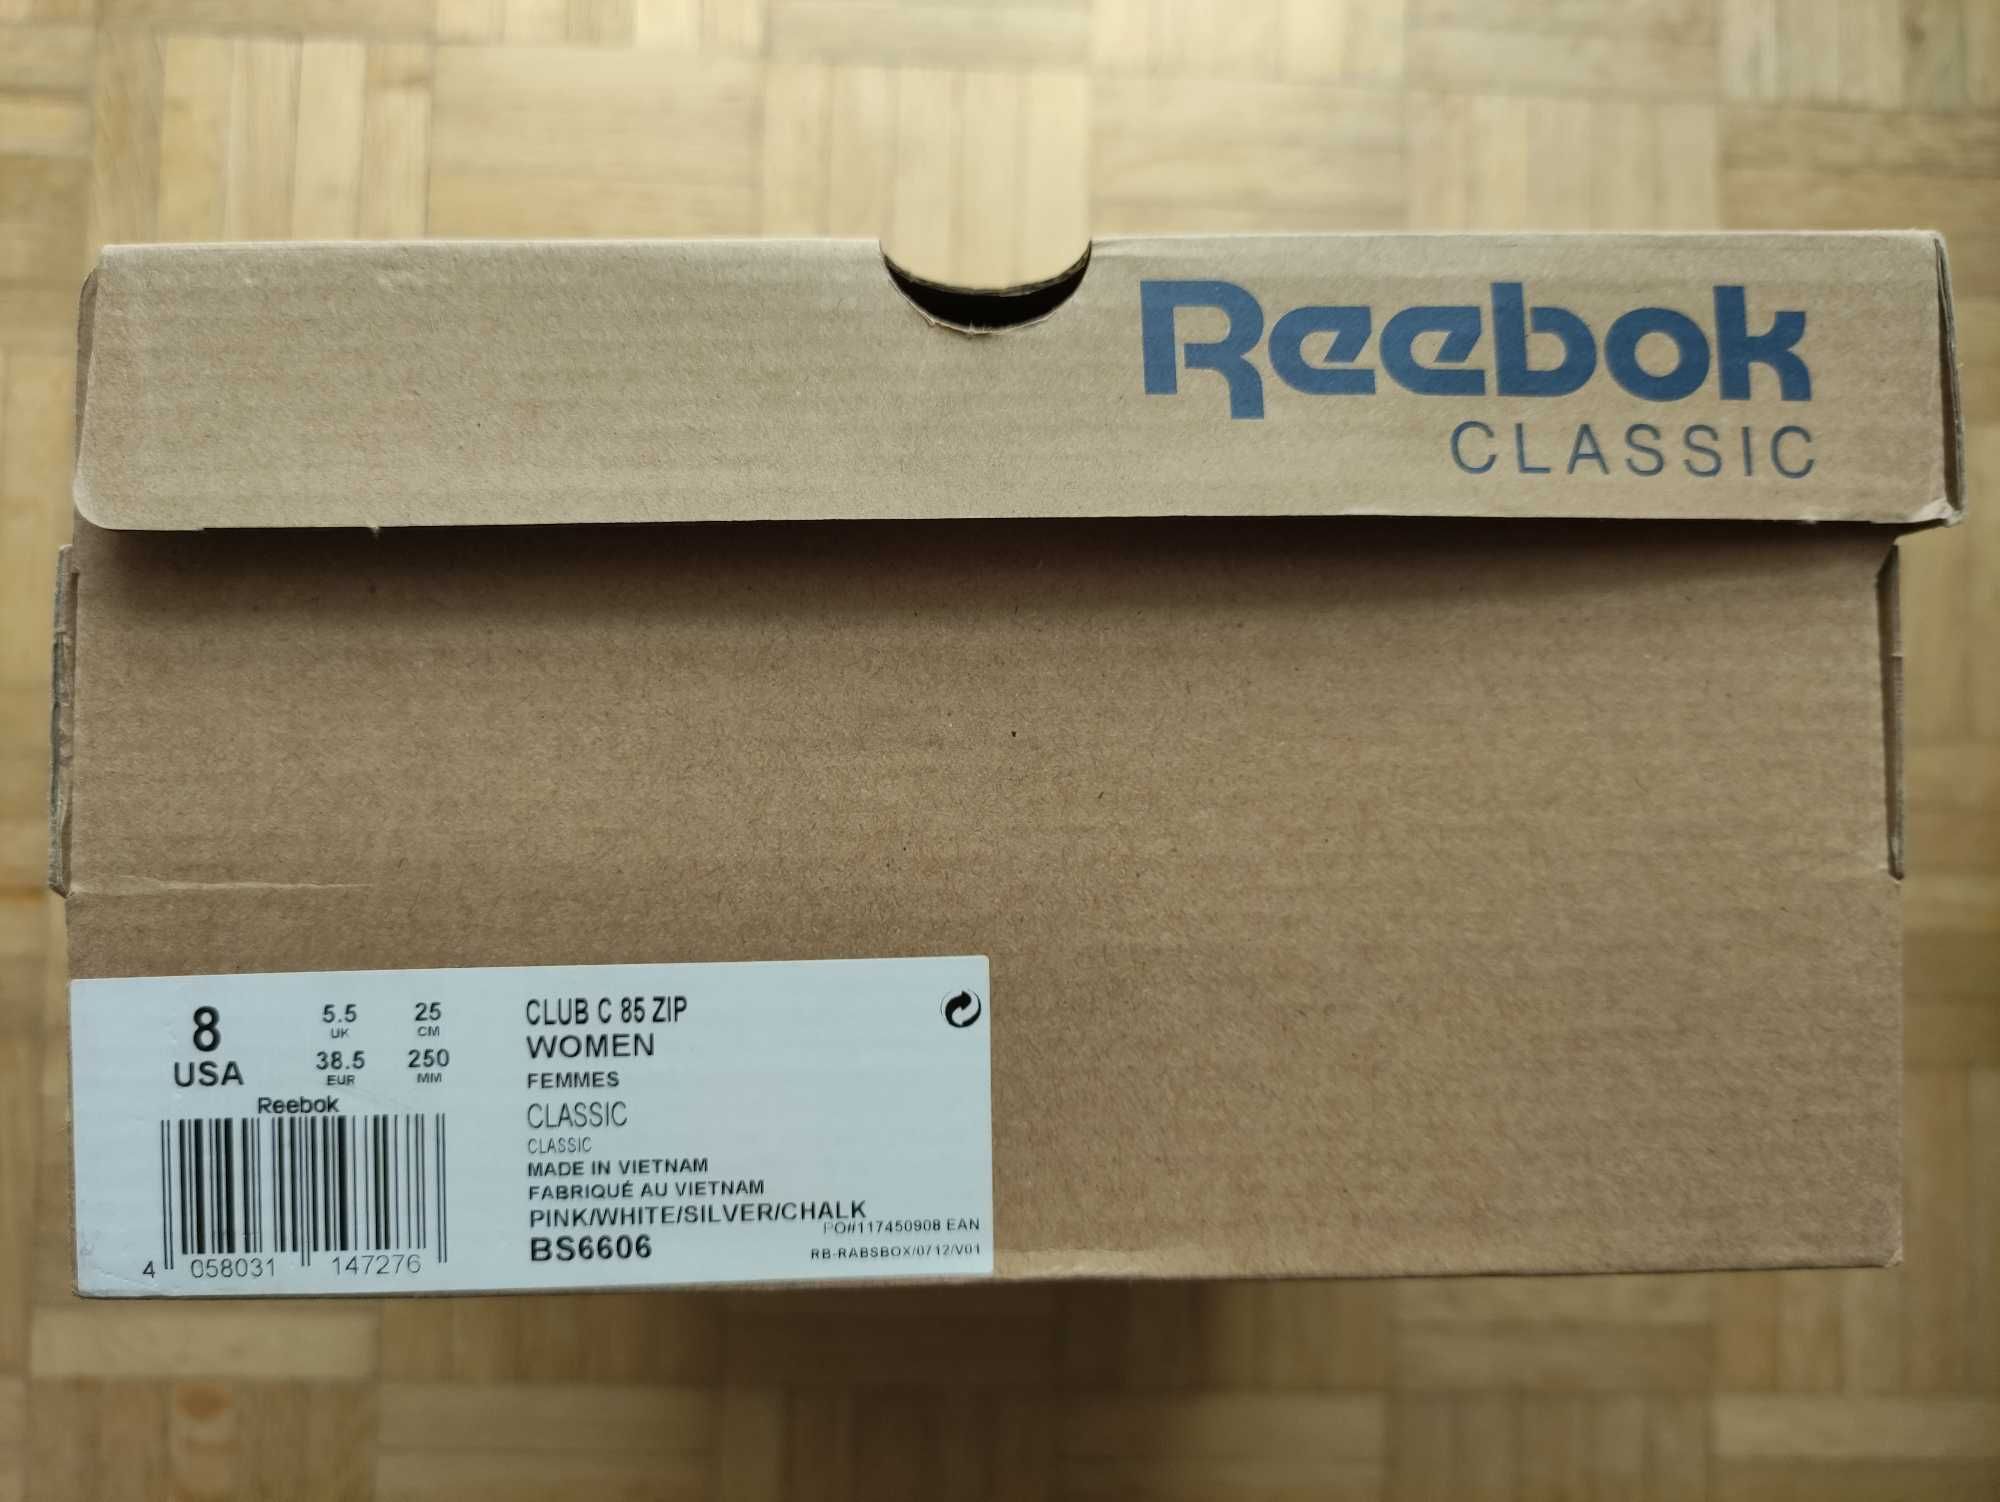 Reebok
CLASSIC
8
USA
5.5
UK
38.5
EUR
25
CM
250
MM
Reebok
4 058031 147276
CLUB C 85 ZIP
WOMEN
FEMMES
CLASSIC
CLASSIC
MADE IN VIETNAM
FABRIQUÉ AU VIETNAM
PINK/WHITE/SILVER/CHALK
PO#117450908 EAN
BS6606
RB-RABSBOX/0712/V01